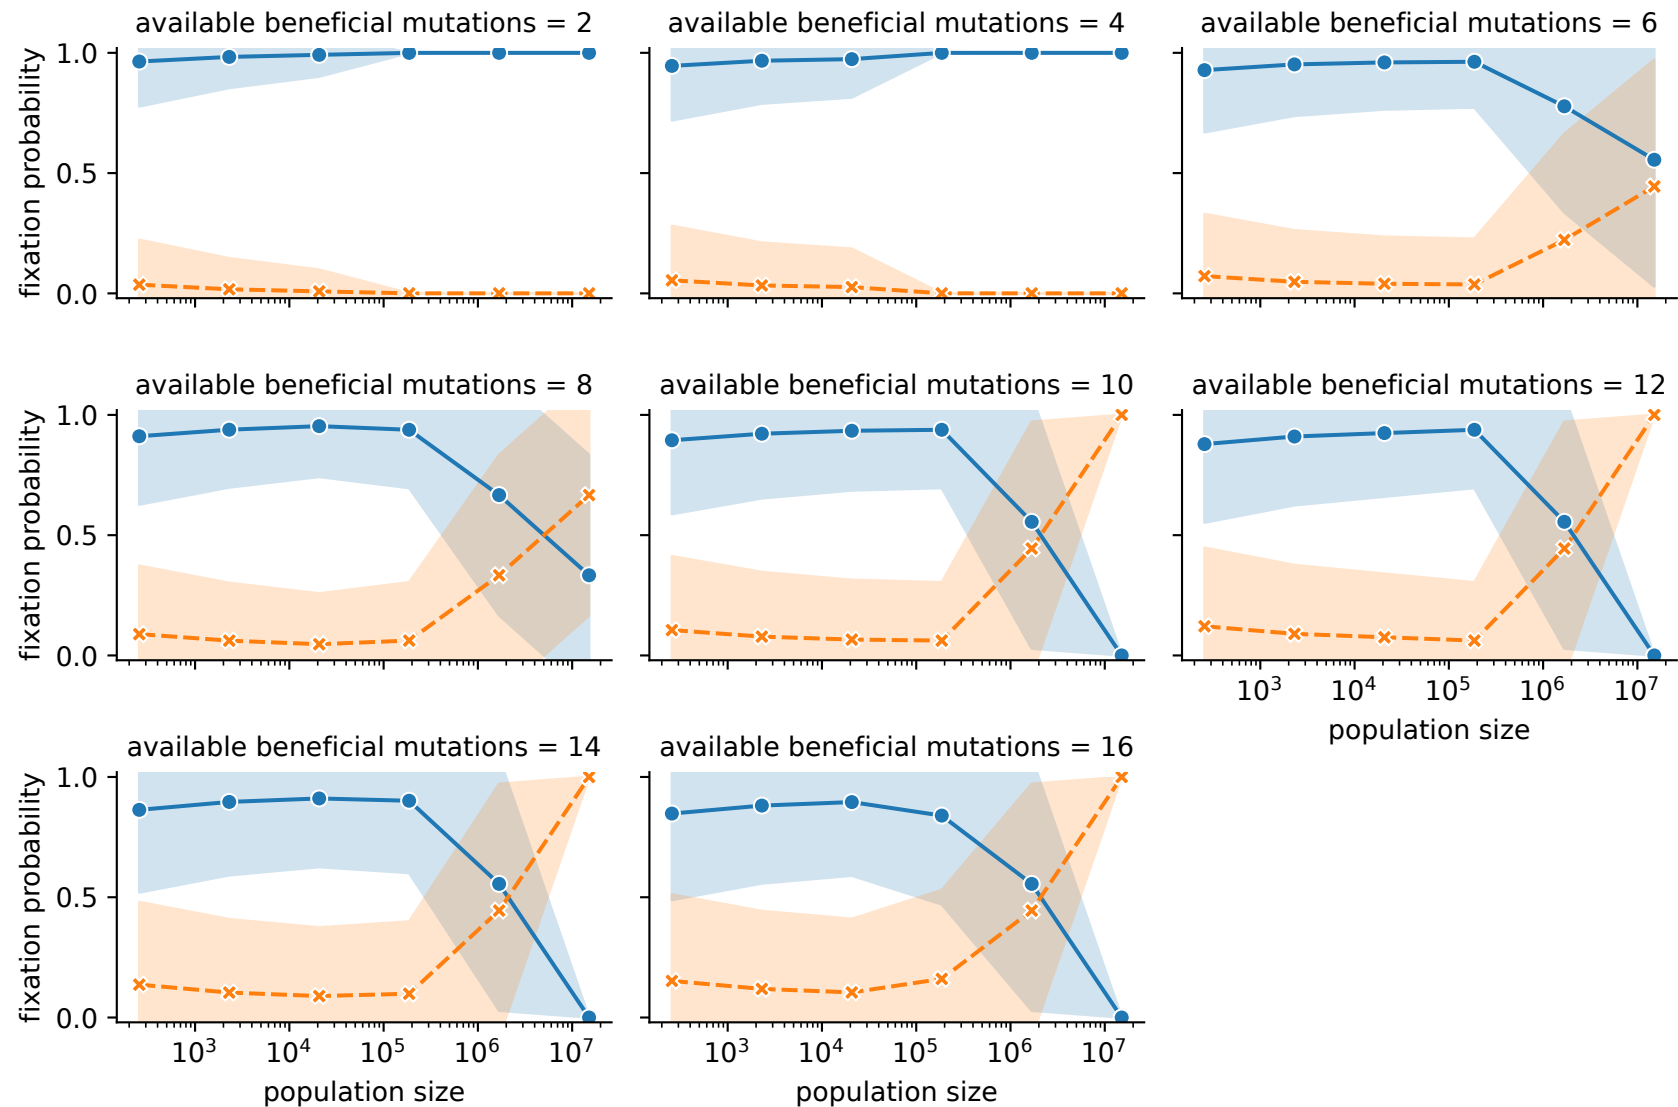 available beneficial mutations = 2
available beneficial mutations = 4
available beneficial mutations = 6
fixation probability
1.0
0.5
0.0
available beneficial mutations = 8
available beneficial mutations = 10
available beneficial mutations = 12
fixation probability
1.0
0.5
0.0
10³ 10⁴ 10⁵ 10⁶ 10⁷
population size
available beneficial mutations = 14
available beneficial mutations = 16
fixation probability
1.0
0.5
0.0
10³ 10⁴ 10⁵ 10⁶ 10⁷
10³ 10⁴ 10⁵ 10⁶ 10⁷
population size
population size